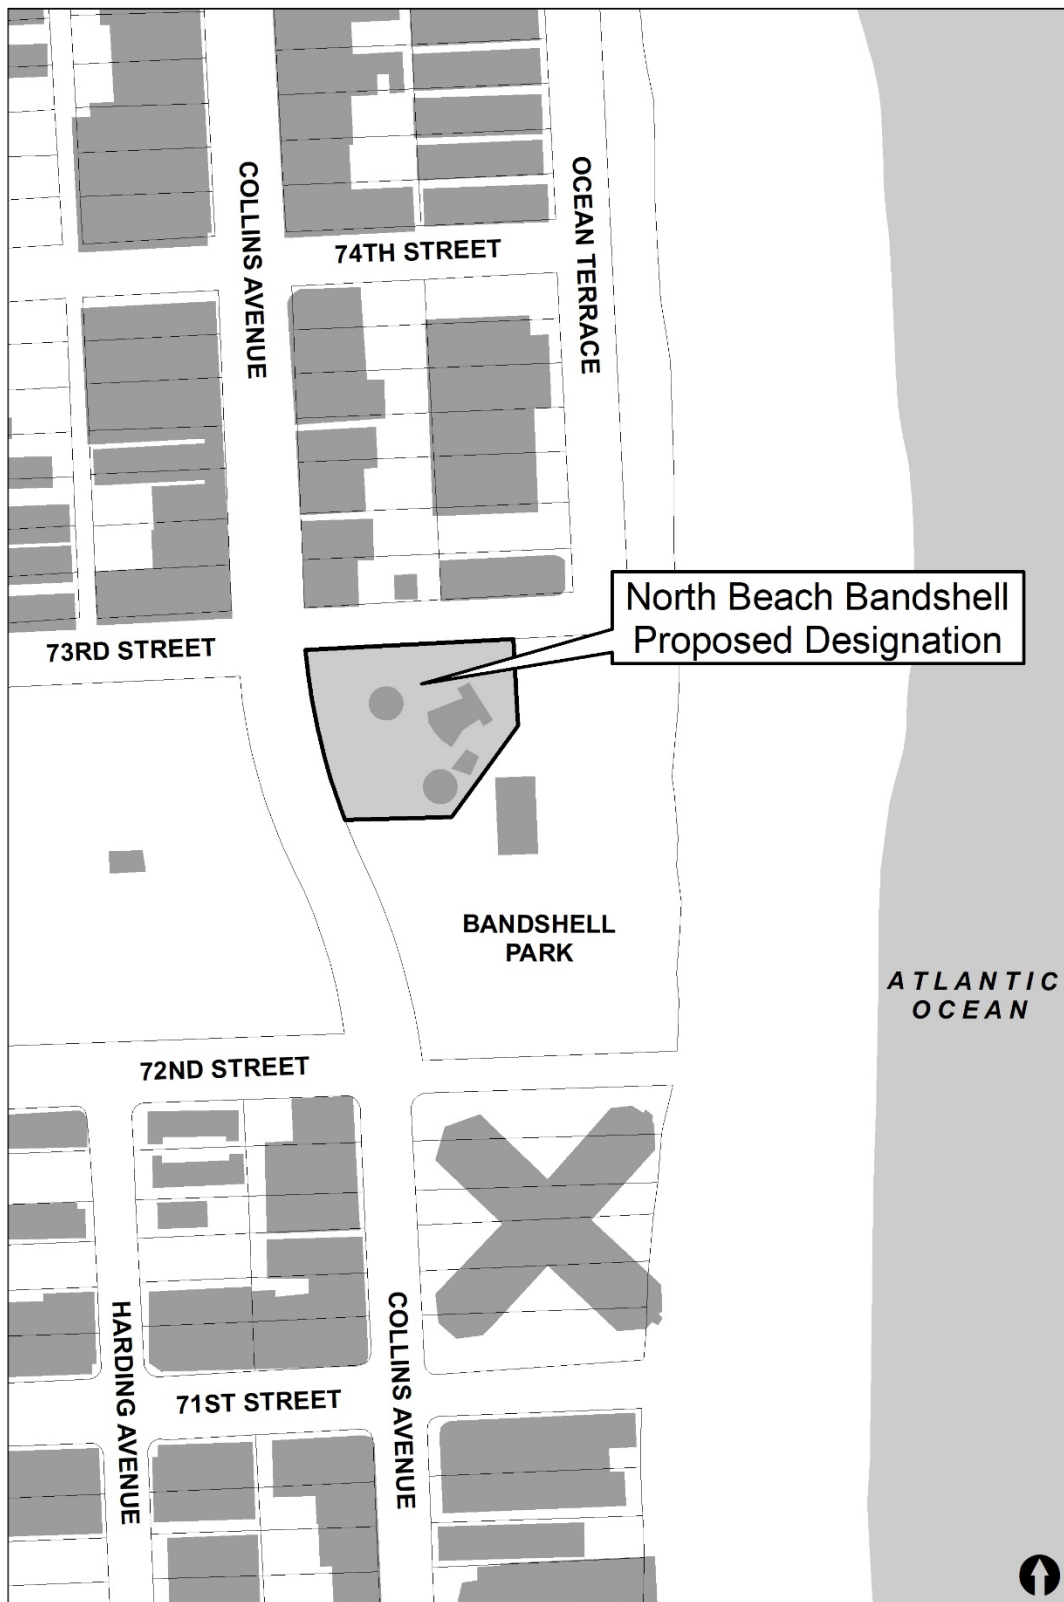 COLLINS AVENUE
OCEAN TERRACE
74TH STREET
North Beach Bandshell
Proposed Designation
73RD STREET
BANDSHELL
PARK
ATLANTIC
OCEAN
72ND STREET
HARDING AVENUE
COLLINS AVENUE
71ST STREET